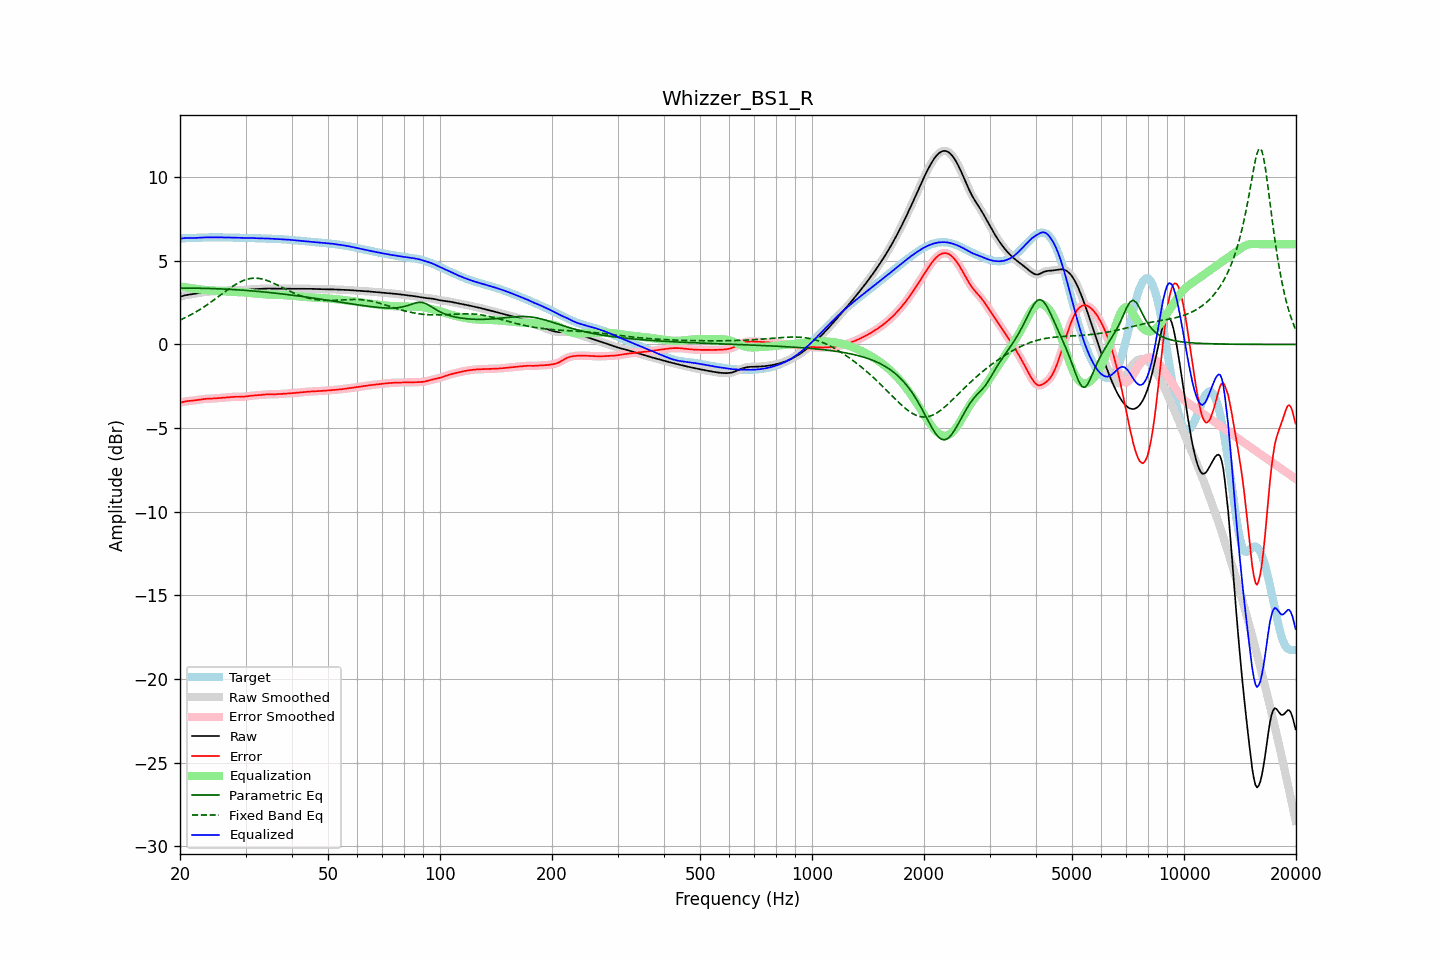 Whizzer_BS1_R
Amplitude (dBr)
10
5
0
−5
−10
−15
−20
−25
−30
Target
Raw Smoothed
Error Smoothed
Raw
Error
Equalization
Parametric Eq
Fixed Band Eq
Equalized
20 50 100 200 500 1000 2000 5000 10000 20000
Frequency (Hz)